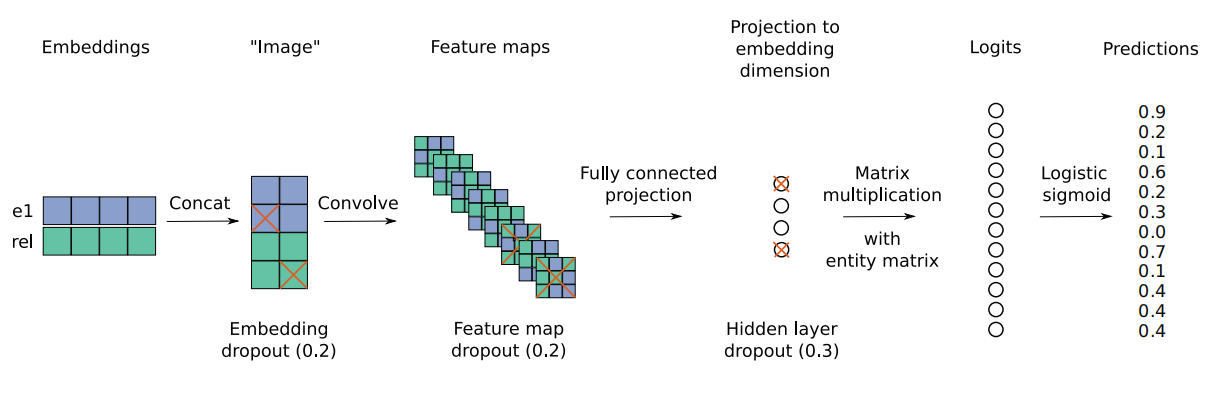 Embeddings
"Image"
Feature maps
Projection to
embedding
dimension
Logits
Predictions
e1
rel
Concat
Convolve
Fully connected
projection
Matrix
multiplication
with
entity matrix
Logistic
sigmoid
0.9
0.2
0.1
0.6
0.2
0.3
0.0
0.7
0.1
0.4
0.4
0.4
Embedding
dropout (0.2)
Feature map
dropout (0.2)
Hidden layer
dropout (0.3)